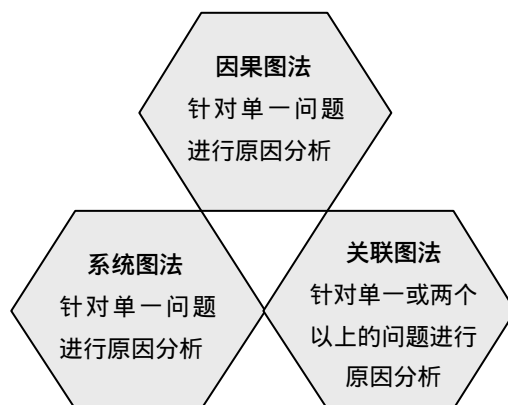 因果图法
针对单一问题
进行原因分析
系统图法
针对单一问题
进行原因分析
关联图法
针对单一或两个
以上的问题进行
原因分析